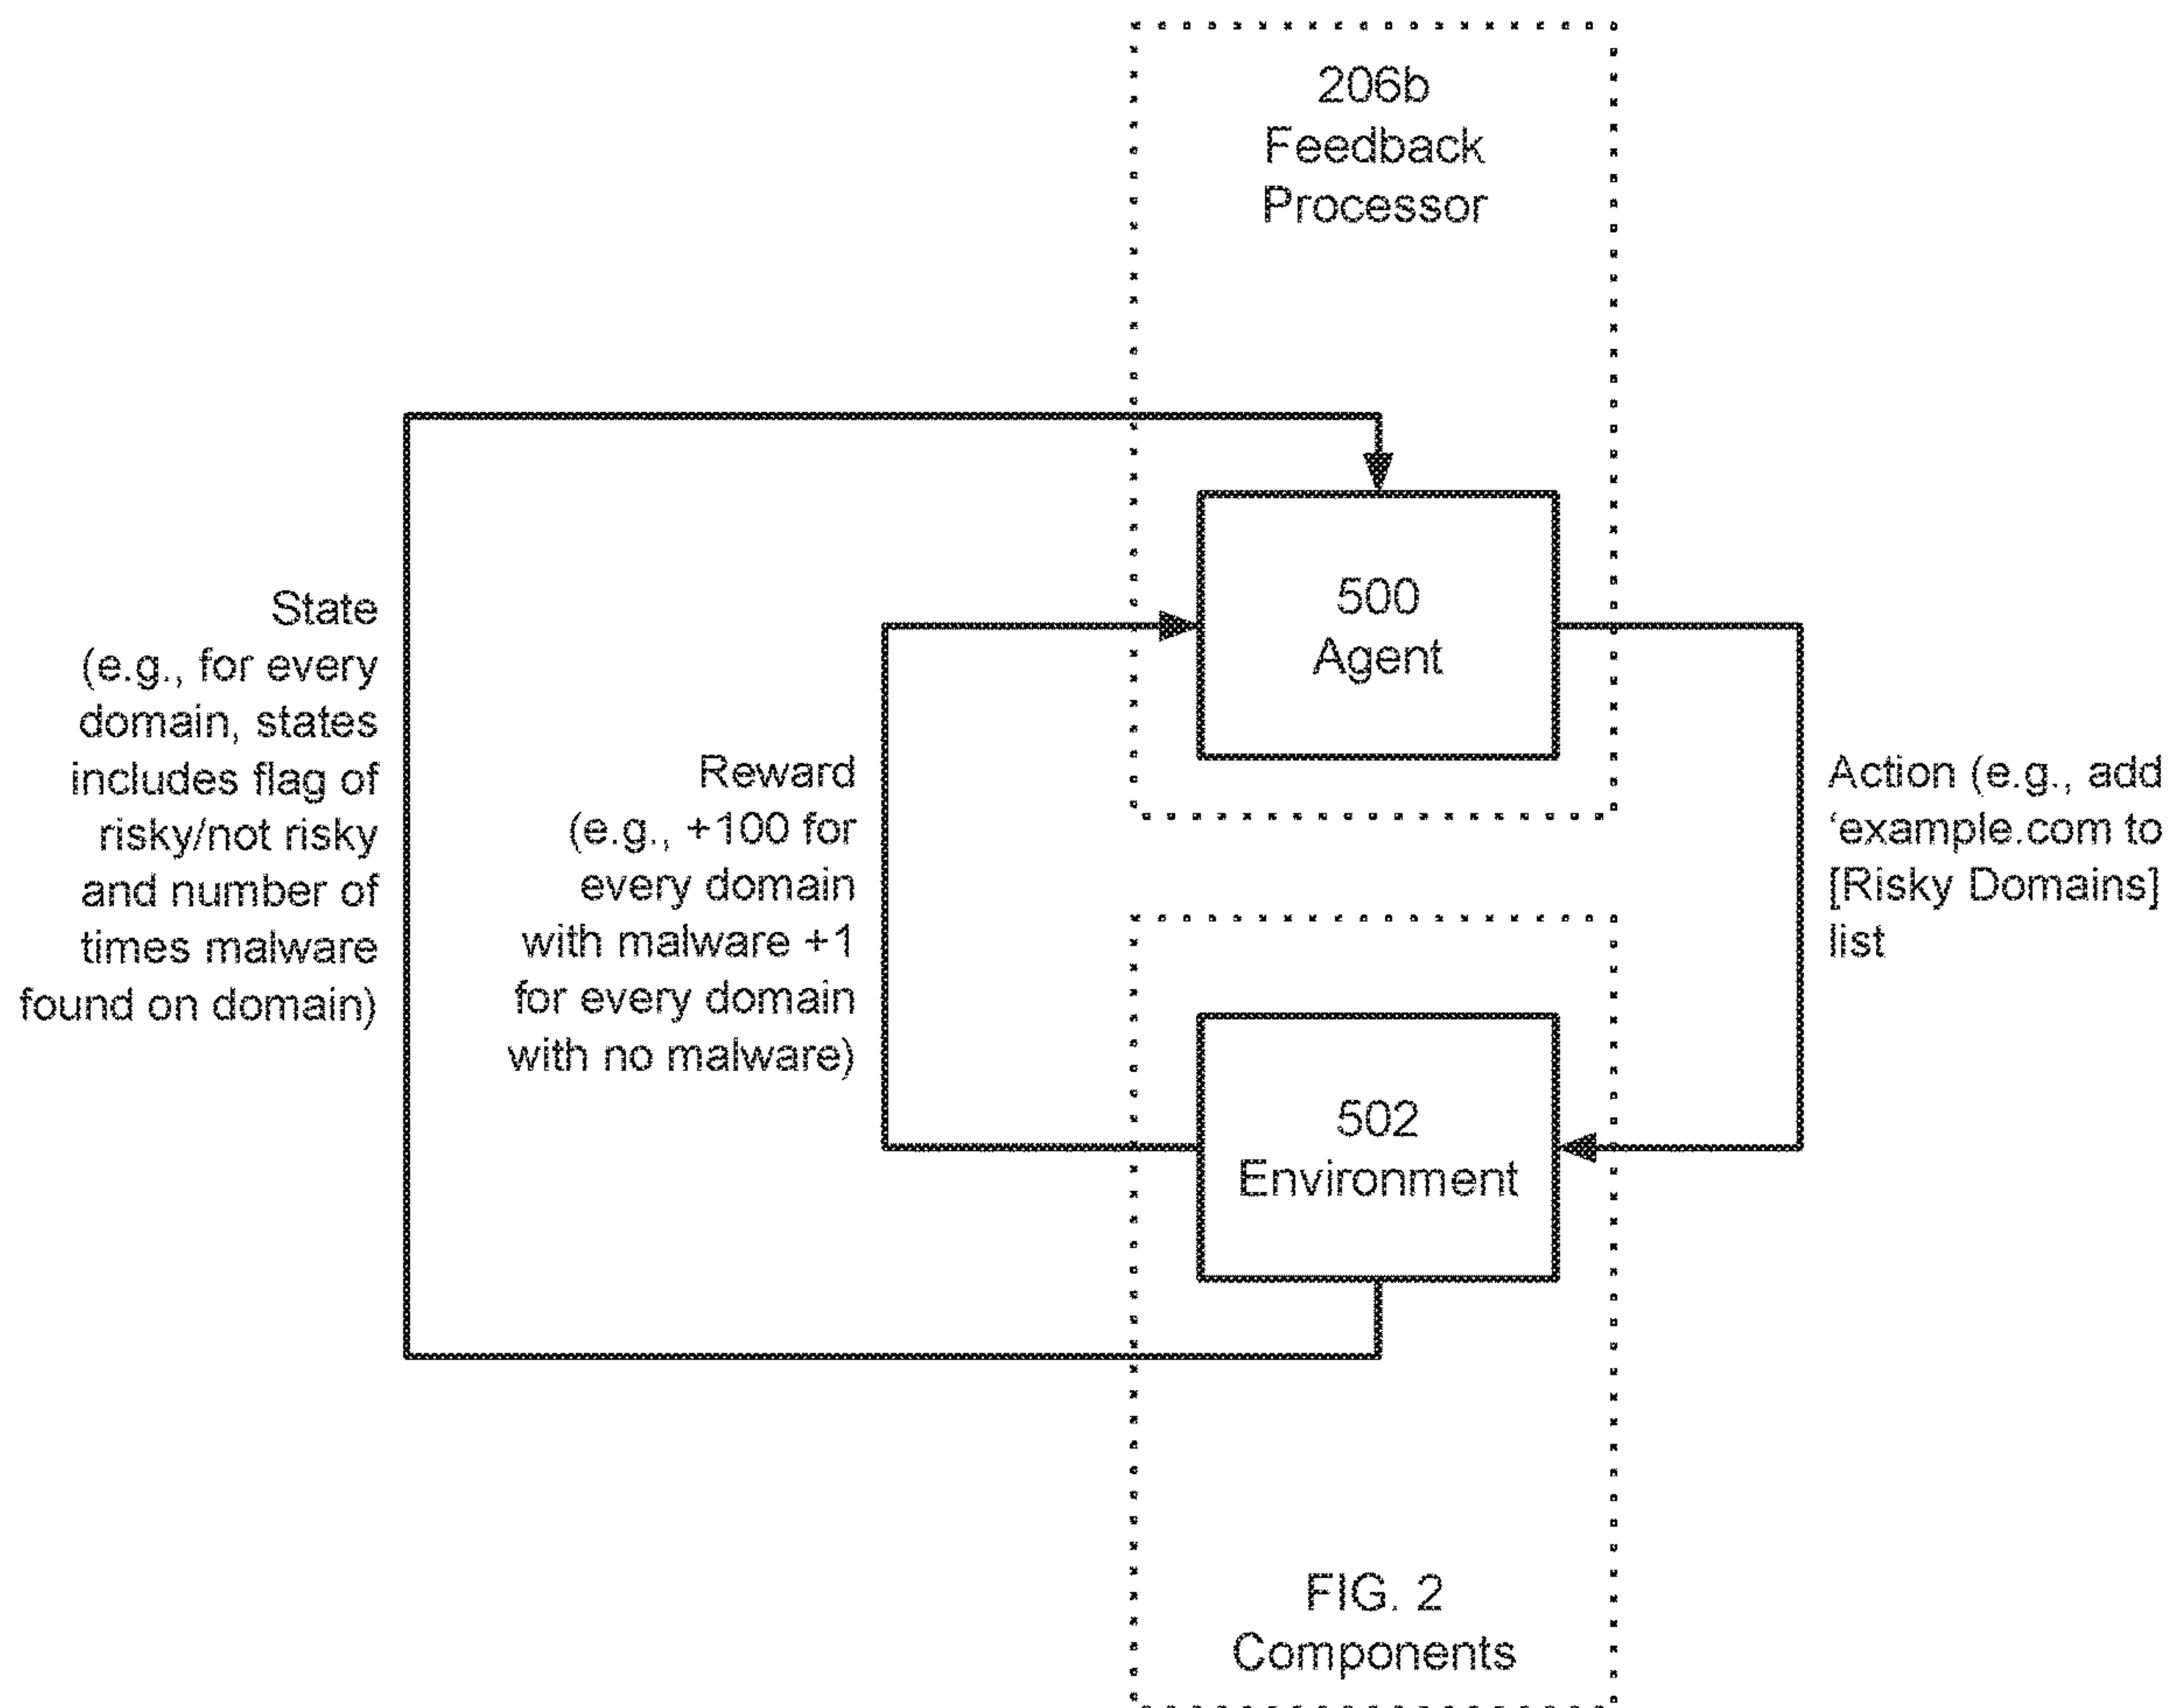 206b
Feedback
Processor
500
Agent
State
(e.g., for every
domain, states
includes flag of
risky/not risky
and number of
times malware
found on domain)
Reward
(e.g., +100 for
every domain
with malware +1
for every domain
with no malware)
Action (e.g., add
‘example.com to
[Risky Domains]
list
502
Environment
FIG. 2
Components